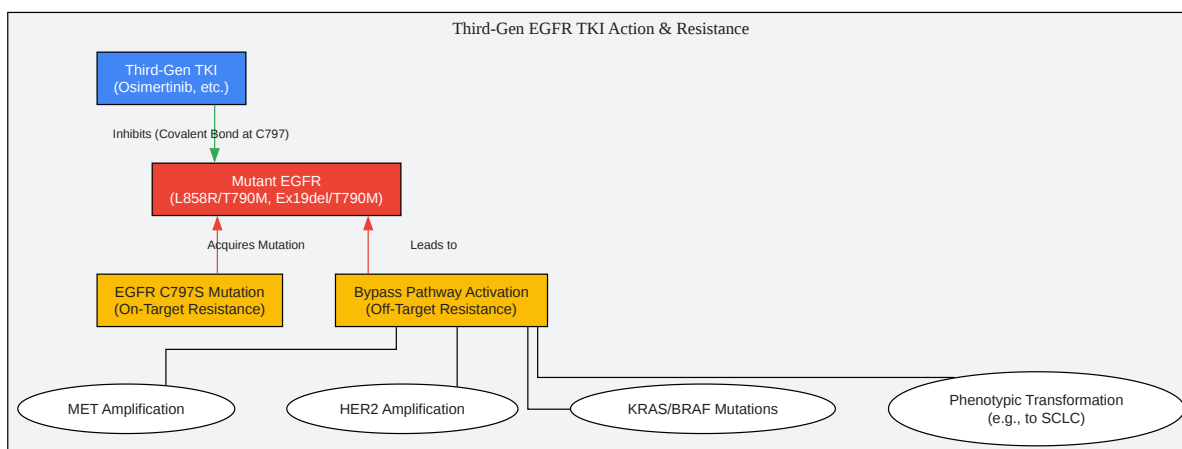 Third-Gen EGFR TKI Action & Resistance
Third-Gen TKI
(Osimertinib, etc.)
Inhibits (Covalent Bond at C797)
Mutant EGFR
(L858R/T790M, Ex19del/T790M)
Acquires Mutation
Leads to
EGFR C797S Mutation
(On-Target Resistance)
Bypass Pathway Activation
(Off-Target Resistance)
MET Amplification
HER2 Amplification
KRAS/BRAF Mutations
Phenotypic Transformation
(e.g., to SCLC)